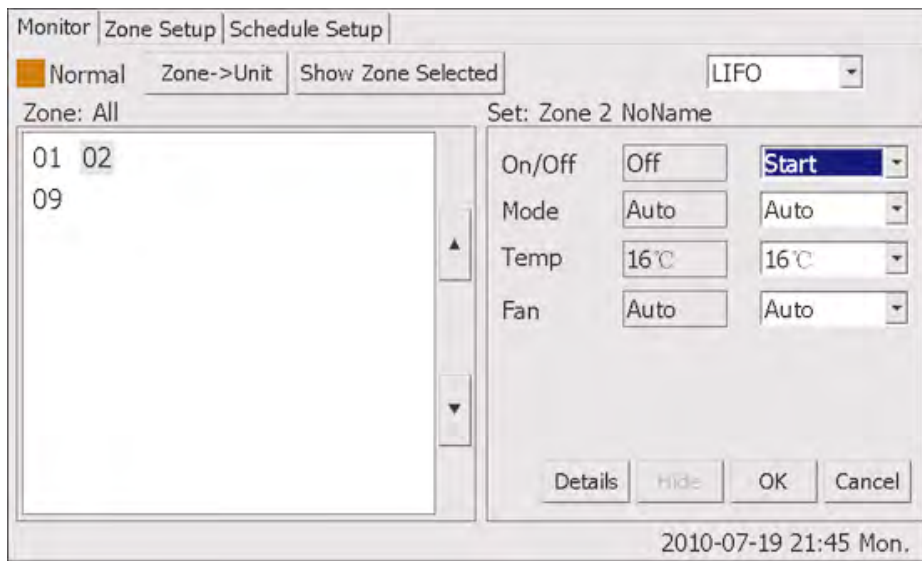 Monitor Zone Setup Schedule Setup
Normal Zone->Unit Show Zone Selected LIFO
Zone: All
01 02
09
Set: Zone 2 NoName
On/Off Off Start
Mode Auto Auto
Temp 16℃ 16℃
Fan Auto Auto
Details Hide OK Cancel
2010-07-19 21:45 Mon.